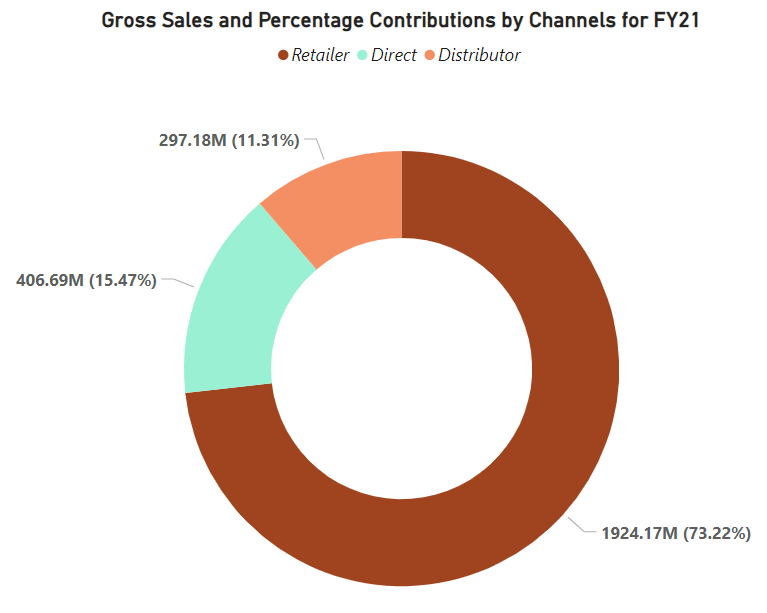 Gross Sales and Percentage Contributions by Channels for FY21
Retailer Direct Distributor
297.18M (11.31%)
406.69M (15.47%)
1924.17M (73.22%)